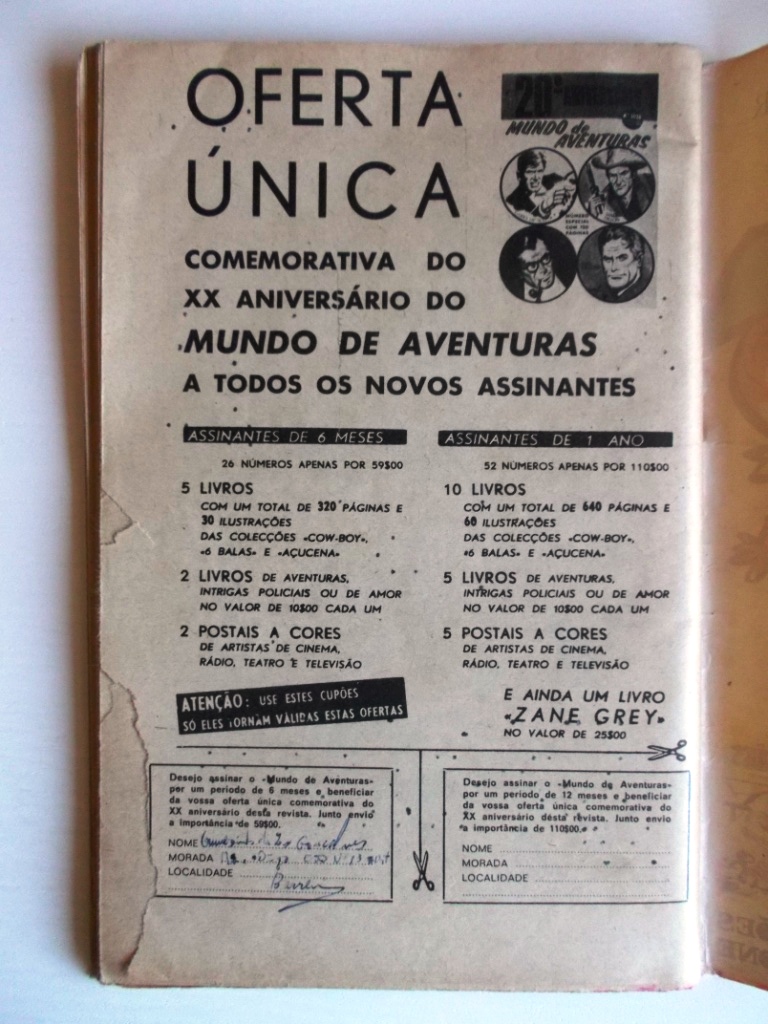 OFERTA
ÚNICA
20º
MUNDO de
AVENTURAS
NÚMERO
ESPECIAL
COM 100
PÁGINAS
COMEMORATIVA DO
XX ANIVERSÁRIO DO
MUNDO DE AVENTURAS
A TODOS OS NOVOS ASSINANTES
ASSINANTES DE 6 MESES
26 NÚMEROS APENAS POR 59$00
5 LIVROS
COM UM TOTAL DE 320 PÁGINAS E
30 ILUSTRAÇÕES
DAS COLECÇÕES «COW-BOY»,
«6 BALAS» E «AÇUCENA»
2 LIVROS DE AVENTURAS,
INTRIGAS POLICIAIS OU DE AMOR
NO VALOR DE 10$00 CADA UM
2 POSTAIS A CORES
DE ARTISTAS DE CINEMA,
RÁDIO, TEATRO E TELEVISÃO
ATENÇÃO: USE ESTES CUPÕES
SÓ ELES TORNAM VÁLIDAS ESTAS OFERTAS
ASSINANTES DE 1 ANO
52 NÚMEROS APENAS POR 110$00
10 LIVROS
COM UM TOTAL DE 640 PÁGINAS E
60 ILUSTRAÇÕES
DAS COLECÇÕES «COW-BOY»,
«6 BALAS» E «AÇUCENA»
5 LIVROS DE AVENTURAS,
INTRIGAS POLICIAIS OU DE AMOR
NO VALOR DE 10$00 CADA UM
5 POSTAIS A CORES
DE ARTISTAS DE CINEMA,
RÁDIO, TEATRO E TELEVISÃO
E AINDA UM LIVRO
«ZANE GREY»
NO VALOR DE 25$00
Desejo assinar o «Mundo de Aventuras»
por um período de 6 meses e beneficiar
da vossa oferta única comemorativa do
XX aniversário desta revista. Junto envio
a importância de 59$00.
NOME
MORADA
LOCALIDADE
Desejo assinar o «Mundo de Aventuras»
por um período de 12 meses e beneficiar
da vossa oferta única comemorativa do
XX aniversário desta revista. Junto envio
a importância de 110$00.
NOME
MORADA
LOCALIDADE